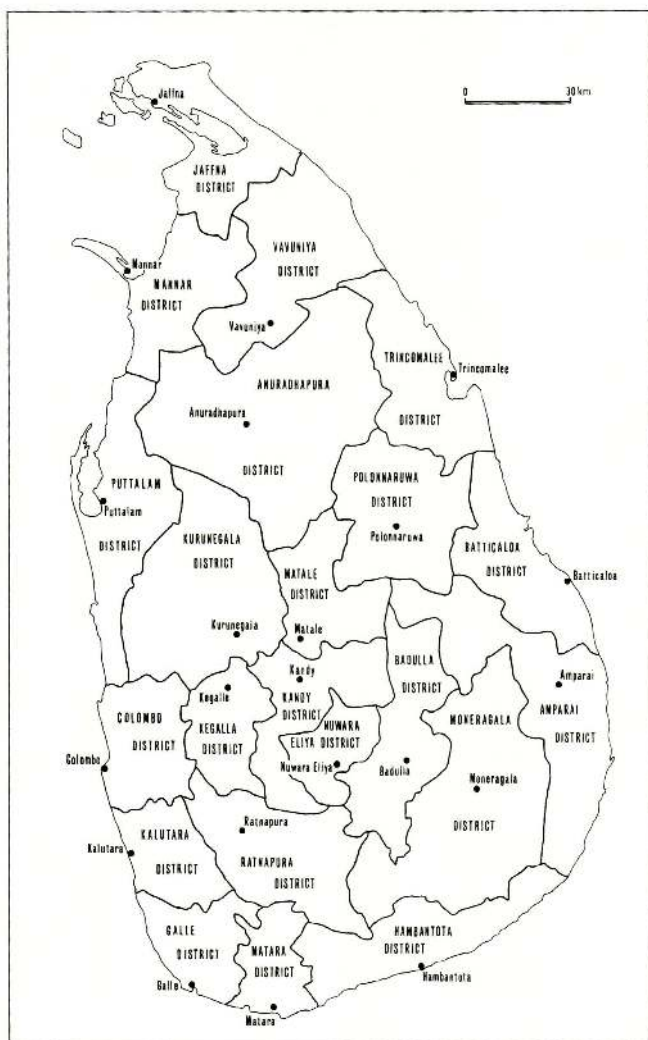 Jaffna
0 30 km.
JAFFNA
DISTRICT
VAVUNIYA
DISTRICT
Mannar
MANNAR
DISTRICT
Vavuniya
TRINCOMALEE
Trincomalee
DISTRICT
ANURADHAPURA
Anuradhapura
DISTRICT
PUTTALAM
Puttalam
DISTRICT
POLONNARUWA
DISTRICT
Polonnaruwa
KURUNEGALA
DISTRICT
Kurunegala
BATTICALOA
DISTRICT
Batticaloa
MATALE
DISTRICT
Matale
Kandy
KANDY
DISTRICT
BADULLA
DISTRICT
Badulla
Amparai
AMPARAI
DISTRICT
MONERAGALA
Moneragala
DISTRICT
Kegalle
KEGALLA
DISTRICT
COLOMBO
DISTRICT
Colombo
NUWARA
ELIYA DISTRICT
Nuwara Eliya
Ratnapura
RATNAPURA
DISTRICT
KALUTARA
Kalutara
DISTRICT
GALLE
DISTRICT
Galle
MATARA
DISTRICT
Matara
HAMBANTOTA
DISTRICT
Hambantota